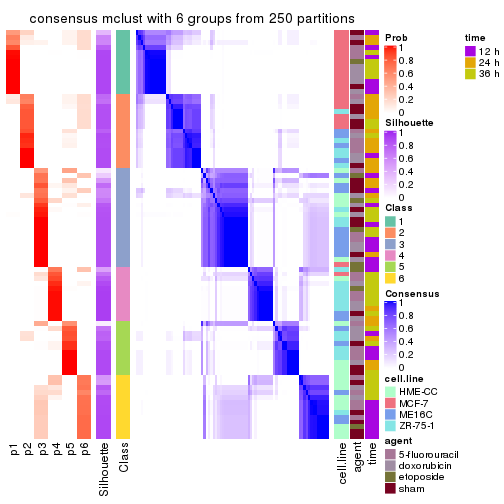 consensus mclust with 6 groups from 250 partitions
Prob
1
0.8
0.6
0.4
0.2
0
time
12 h
24 h
36 h
Silhouette
1
0.8
0.6
0.4
0.2
0
Class
1
2
3
4
5
6
Consensus
1
0.8
0.6
0.4
0.2
0
cell.line
HME-CC
MCF-7
ME16C
ZR-75-1
agent
5-fluorouracil
doxorubicin
etoposide
sham
p1
p2
p3
p4
p5
p6
Silhouette
Class
cell.line
agent
time